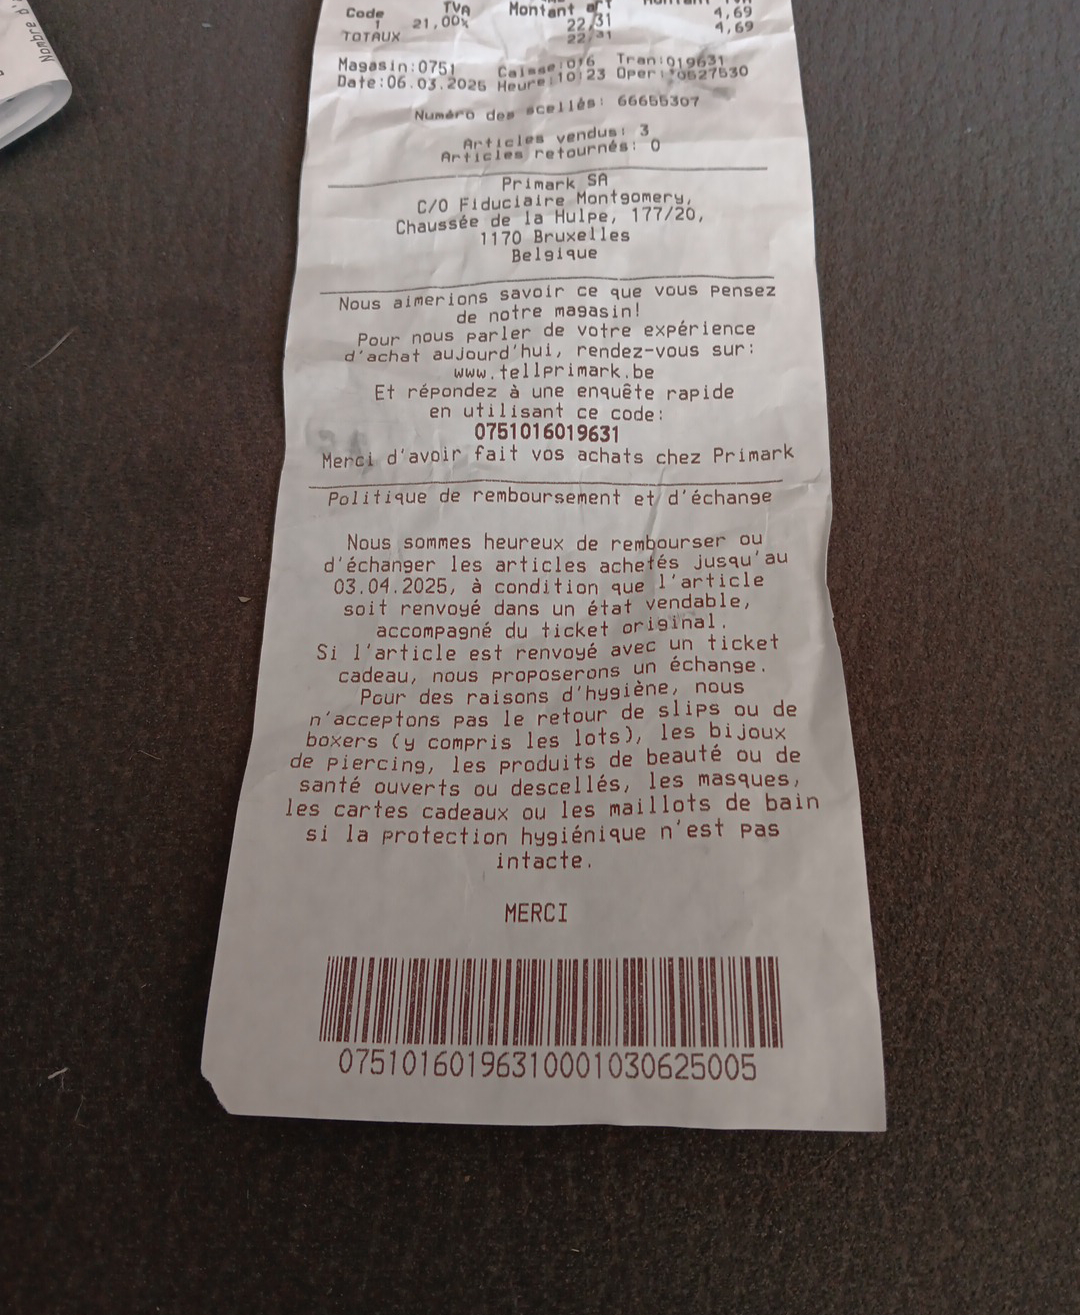 Nombre d'
Code TVA Montant
1 21,00% 22,31 4,69
TOTAUX 22,31 4,69
Magasin:0751 Caisse:016 Tran:019631
Date:06.03.2025 Heure:10:23 Oper: 0527530
Numéro des scellés: 66655307
Articles vendus: 3
Articles retournés: 0
Primark SA
C/O Fiduciaire Montgomery,
Chaussée de la Hulpe, 177/20,
1170 Bruxelles
Belgique
Nous aimerions savoir ce que vous pensez
de notre magasin!
Pour nous parler de votre expérience
d'achat aujourd'hui, rendez-vous sur:
www.tellprimark.be
Et répondez à une enquête rapide
en utilisant ce code:
0751016019631
Merci d'avoir fait vos achats chez Primark
Politique de remboursement et d'échange
Nous sommes heureux de rembourser ou
d'échanger les articles achetés jusqu'au
03.04.2025, à condition que l'article
soit renvoyé dans un état vendable,
accompagné du ticket original.
Si l'article est renvoyé avec un ticket
cadeau, nous proposerons un échange.
Pour des raisons d'hygiène, nous
n'acceptons pas le retour de slips ou de
boxers (y compris les lots), les bijoux
de piercing, les produits de beauté ou de
santé ouverts ou descellés, les masques,
les cartes cadeaux ou les maillots de bain
si la protection hygiénique n'est pas
intacte.
MERCI
07510160196310001030625005